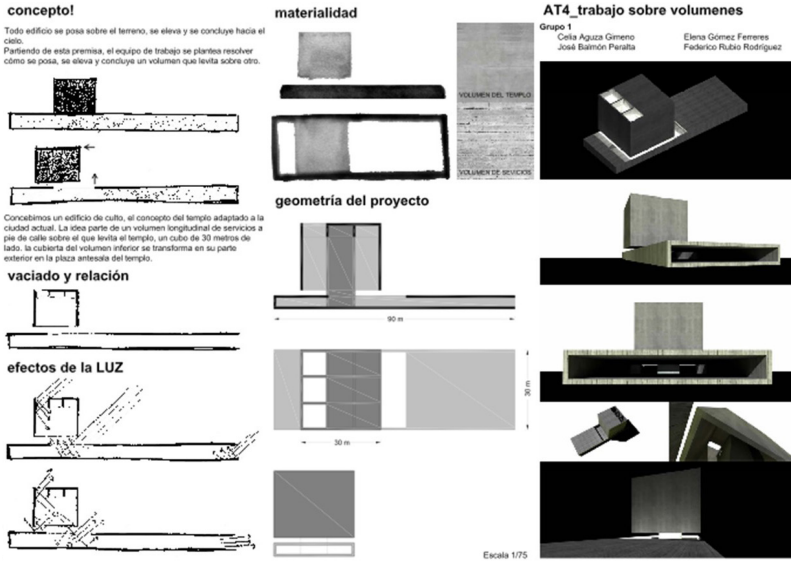 concepto!
Todo edificio se posa sobre el terreno, se eleva y se concluye hacia el
cielo.
Partiendo de esta premisa, el equipo de trabajo se plantea resolver
cómo se posa, se eleva y concluye un volumen que levita sobre otro.
Concebimos un edificio de culto, el concepto del templo adaptado a la
ciudad actual. La idea parte de un volumen longitudinal de servicios a
pie de calle sobre el que levita el templo, un cubo de 30 metros de
lado. la cubierta del volumen inferior se transforma en su parte
exterior en la plaza antesala del templo.
vaciado y relación
efectos de la LUZ
materialidad
VOLUMEN DEL TEMPLO
VOLUMEN DE SEVICIOS
geometría del proyecto
90 m
30 m
30 m
Escala 1/75
AT4_trabajo sobre volumenes
Grupo 1
Celia Aguza Gimeno
Elena Gómez Ferreres
José Balmón Peralta
Federico Rubio Rodríguez